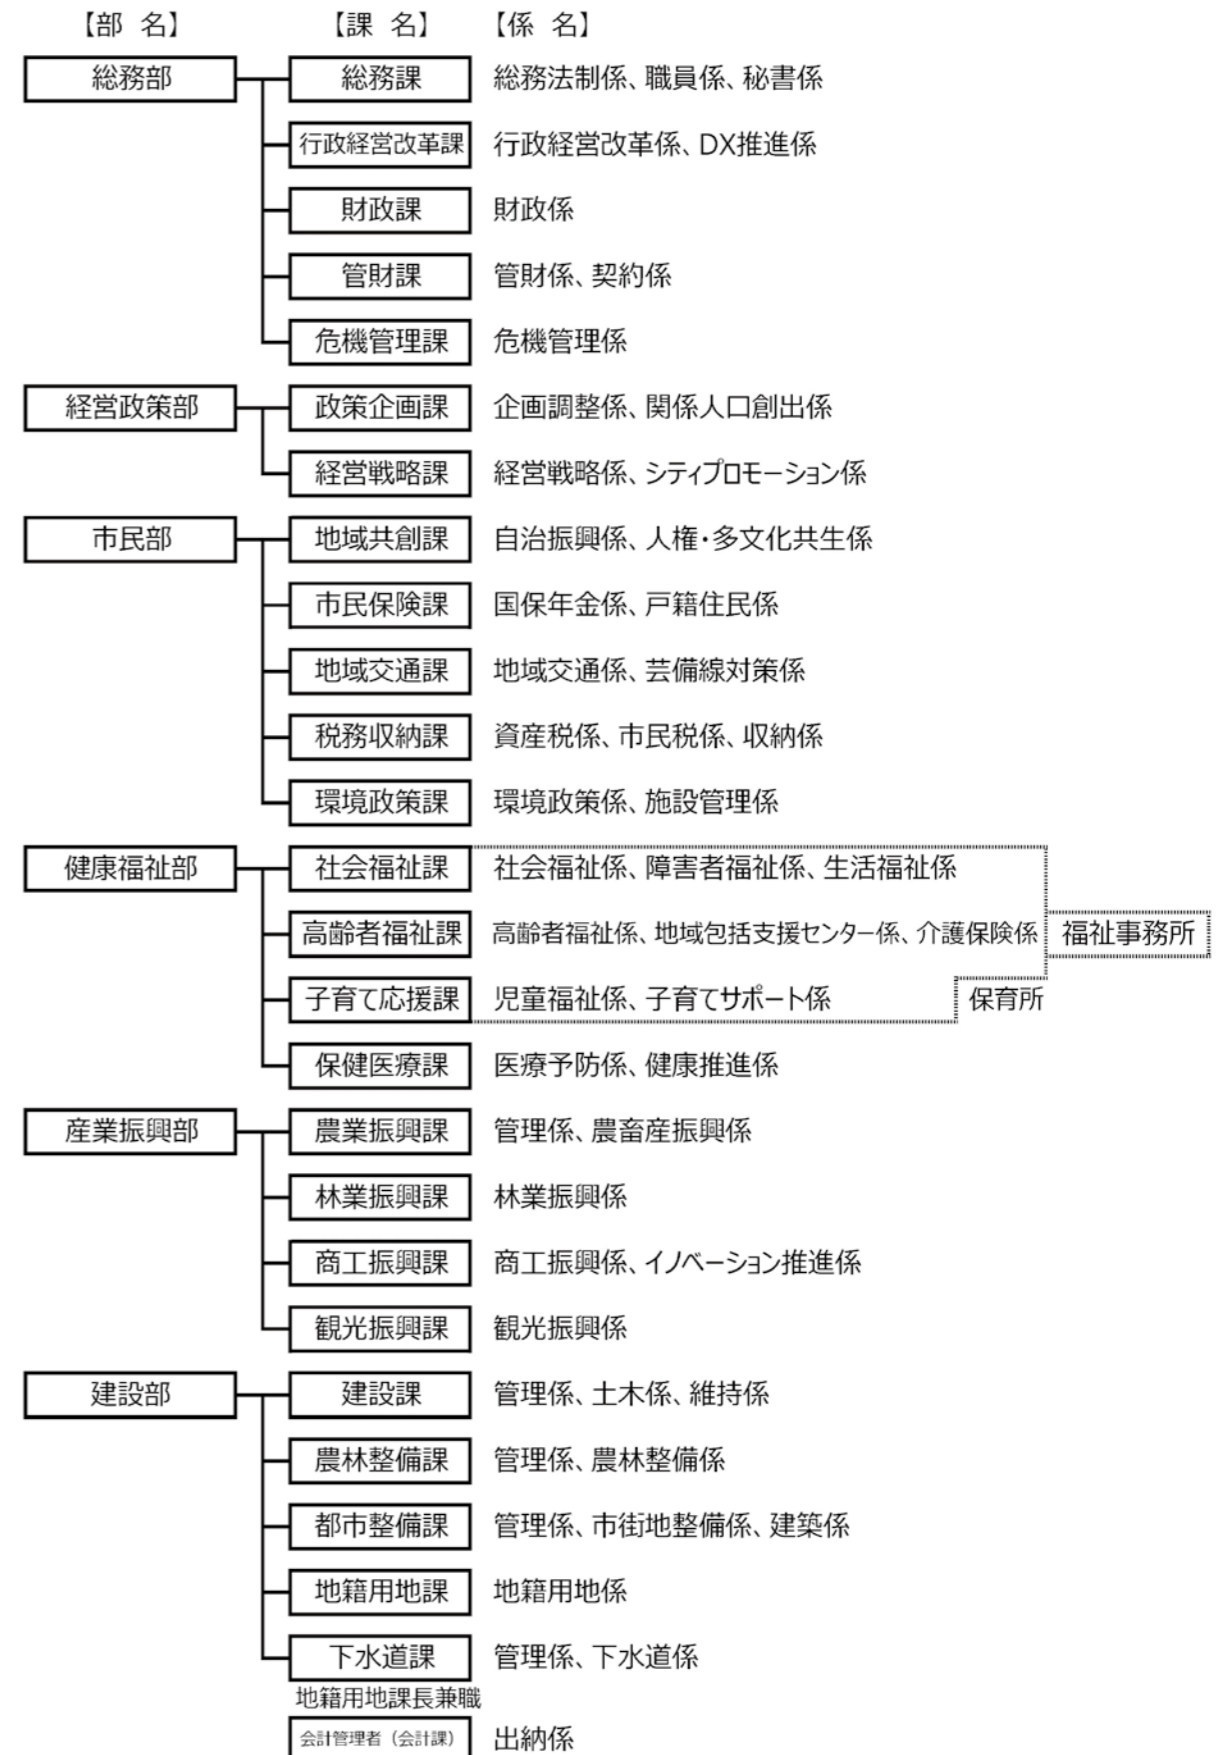 【部 名】 【課 名】 【係 名】
総務部 総務課 総務法制係、職員係、秘書係
行政経営改革課 行政経営改革係、DX推進係
財政課 財政係
管財課 管財係、契約係
危機管理課 危機管理係
経営政策部 政策企画課 企画調整係、関係人口創出係
経営戦略課 経営戦略係、シティプロモーション係
市民部 地域共創課 自治振興係、人権・多文化共生係
市民保険課 国保年金係、戸籍住民係
地域交通課 地域交通係、芸備線対策係
税務収納課 資産税係、市民税係、収納係
環境政策課 環境政策係、施設管理係
健康福祉部 社会福祉課 社会福祉係、障害者福祉係、生活福祉係
高齢者福祉課 高齢者福祉係、地域包括支援センター係、介護保険係 福祉事務所
子育て応援課 児童福祉係、子育てサポート係 保育所
保健医療課 医療予防係、健康推進係
産業振興部 農業振興課 管理係、農畜産振興係
林業振興課 林業振興係
商工振興課 商工振興係、イノベーション推進係
観光振興課 観光振興係
建設部 建設課 管理係、土木係、維持係
農林整備課 管理係、農林整備係
都市整備課 管理係、市街地整備係、建築係
地籍用地課 地籍用地係
下水道課 管理係、下水道係
地籍用地課長兼職
会計管理者（会計課） 出納係